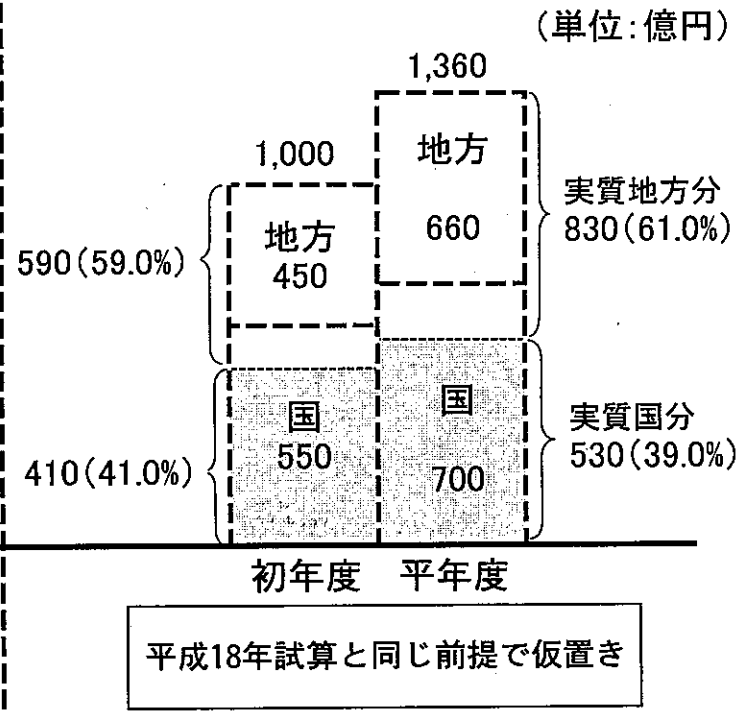 (単位:億円)
1,360
1,000
地方
660
地方
450
590(59.0%)
実質地方分
830(61.0%)
国
550
国
700
410(41.0%)
実質国分
530(39.0%)
初年度 平年度
平成18年試算と同じ前提で仮置き